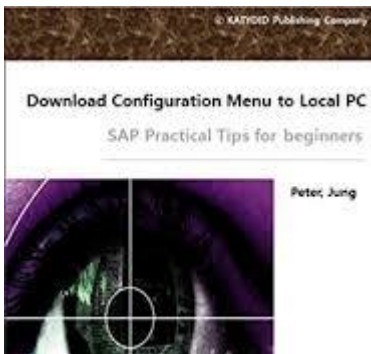 © KATYDID Publishing Company
Download Configuration Menu to Local PC
SAP Practical Tips for beginners
Peter, Jung